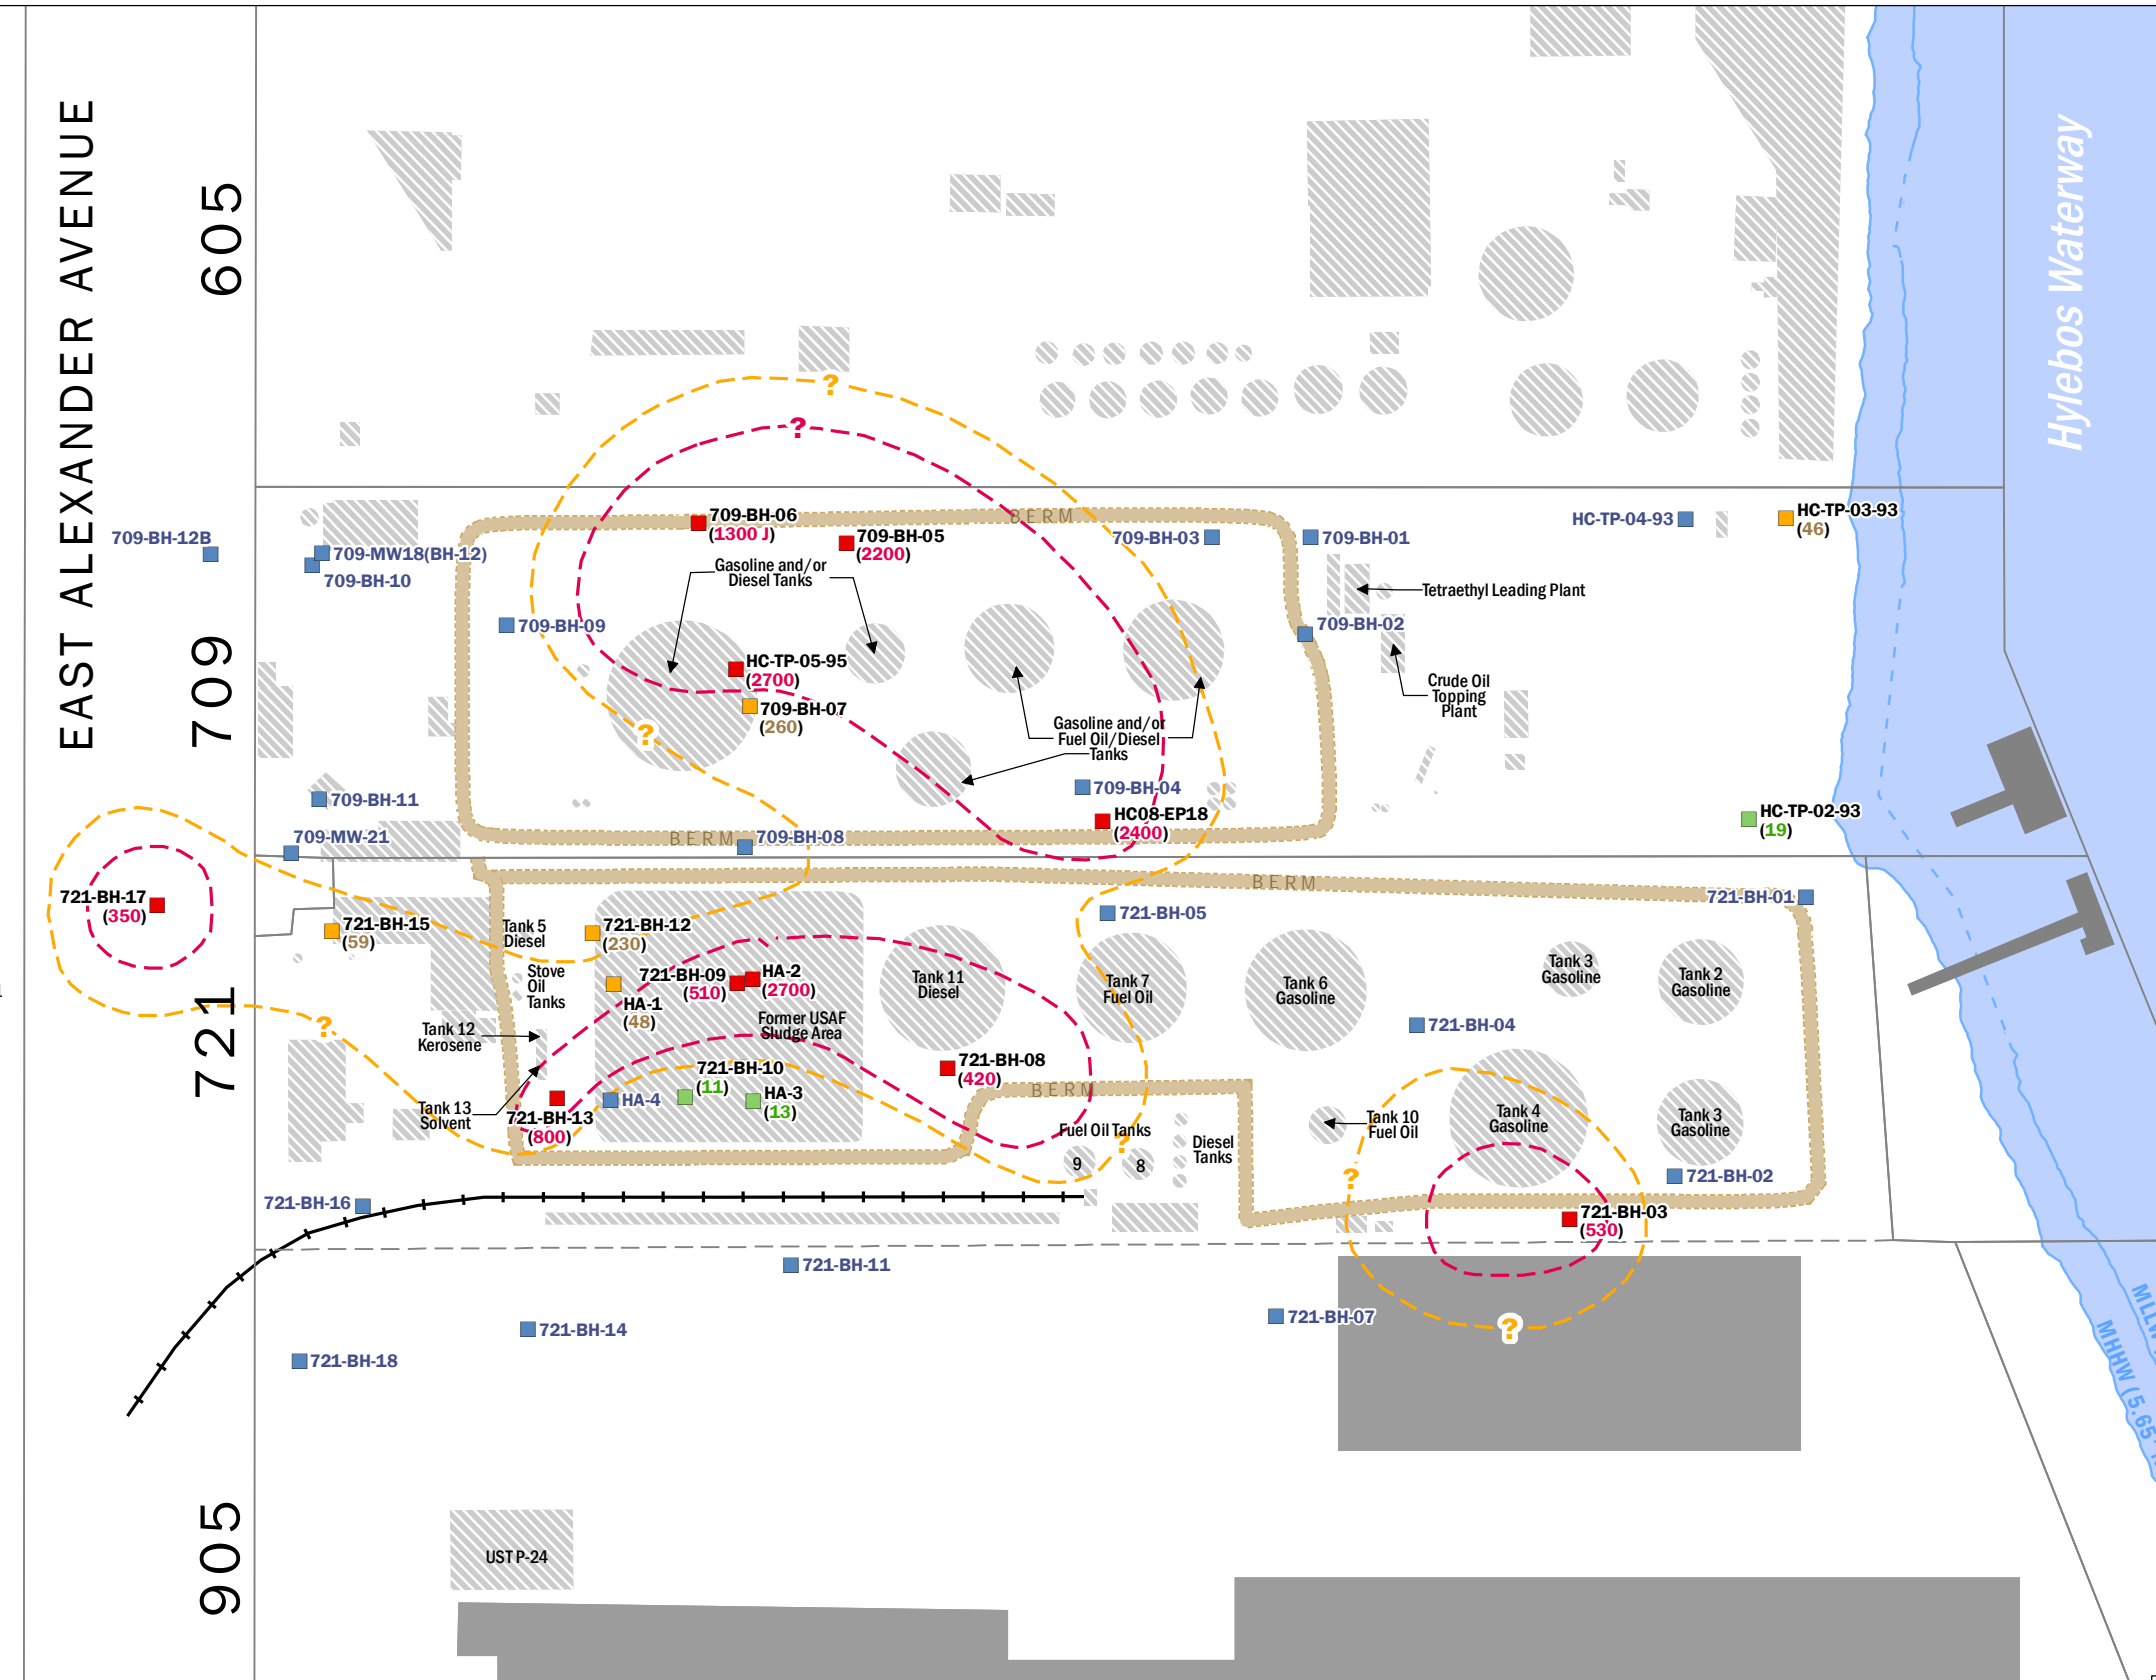 EAST ALEXANDER AVENUE
605
709
721
905
Hylebos Waterway
?
?
BERM
709-BH-12B
709-MW18(BH-12)
709-BH-10
709-BH-06
(1300 J)
709-BH-05
(2200)
709-BH-03
709-BH-01
HC-TP-04-93
HC-TP-03-93
(46)
Gasoline and/or
Diesel Tanks
Tetraethyl Leading Plant
709-BH-09
709-BH-02
HC-TP-05-95
(2700)
709-BH-07
(260)
?
Crude Oil
Topping
Plant
Gasoline and/or
Fuel Oil/Diesel
Tanks
709-BH-04
709-BH-11
HC08-EP18
(2400)
HC-TP-02-93
(19)
709-MW-21
BERM
709-BH-08
BERM
721-BH-17
(350)
721-BH-15
(59)
Tank 5
Diesel
721-BH-12
(230)
721-BH-05
721-BH-01
Stove
Oil
Tanks
721-BH-09
(510)
HA-2
(2700)
HA-1
(48)
Former USAF
Sludge Area
Tank 11
Diesel
Tank 7
Fuel Oil
Tank 6
Gasoline
Tank 3
Gasoline
Tank 2
Gasoline
?
Tank 12
Kerosene
721-BH-04
721-BH-10
(11)
HA-3
(13)
HA-4
721-BH-08
(420)
BERM
Tank 13
Solvent
721-BH-13
(800)
Fuel Oil Tanks
?
9
8
Diesel
Tanks
Tank 10
Fuel Oil
Tank 4
Gasoline
Tank 3
Gasoline
?
721-BH-02
721-BH-16
721-BH-03
(530)
721-BH-11
721-BH-14
721-BH-07
?
721-BH-18
MHHW (5.65'
UST P-24